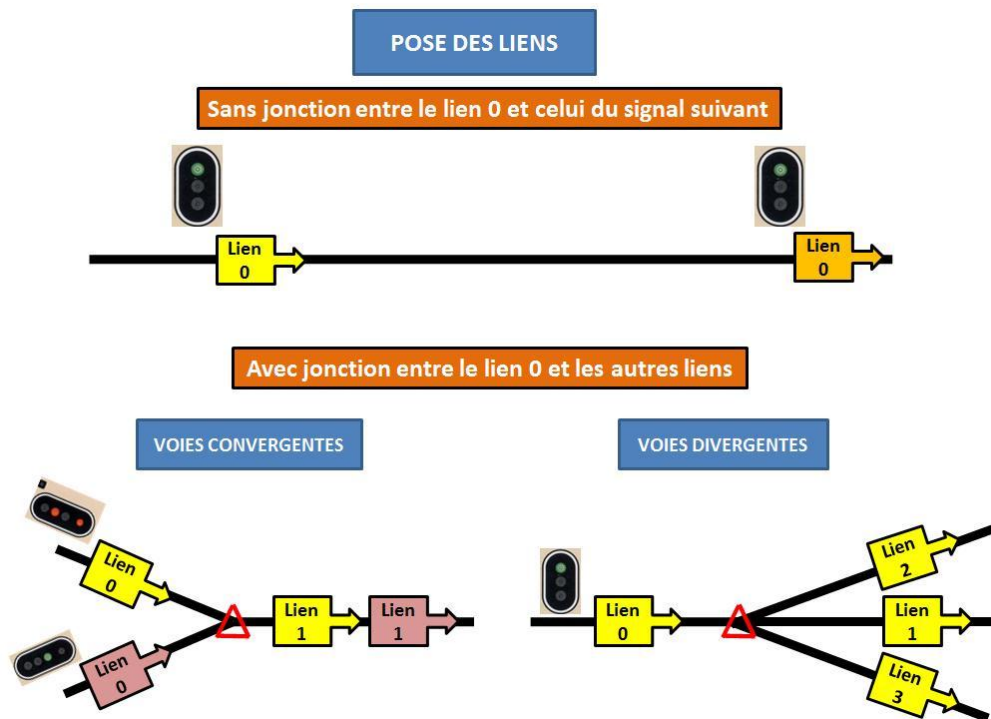 POSE DES LIENS
Sans jonction entre le lien 0 et celui du signal suivant
Lien
0
Lien
0
Avec jonction entre le lien 0 et les autres liens
VOIES CONVERGENTES
VOIES DIVERGENTES
Lien
0
Lien
0
Lien
1
Lien
1
Lien
0
Lien
2
Lien
1
Lien
3